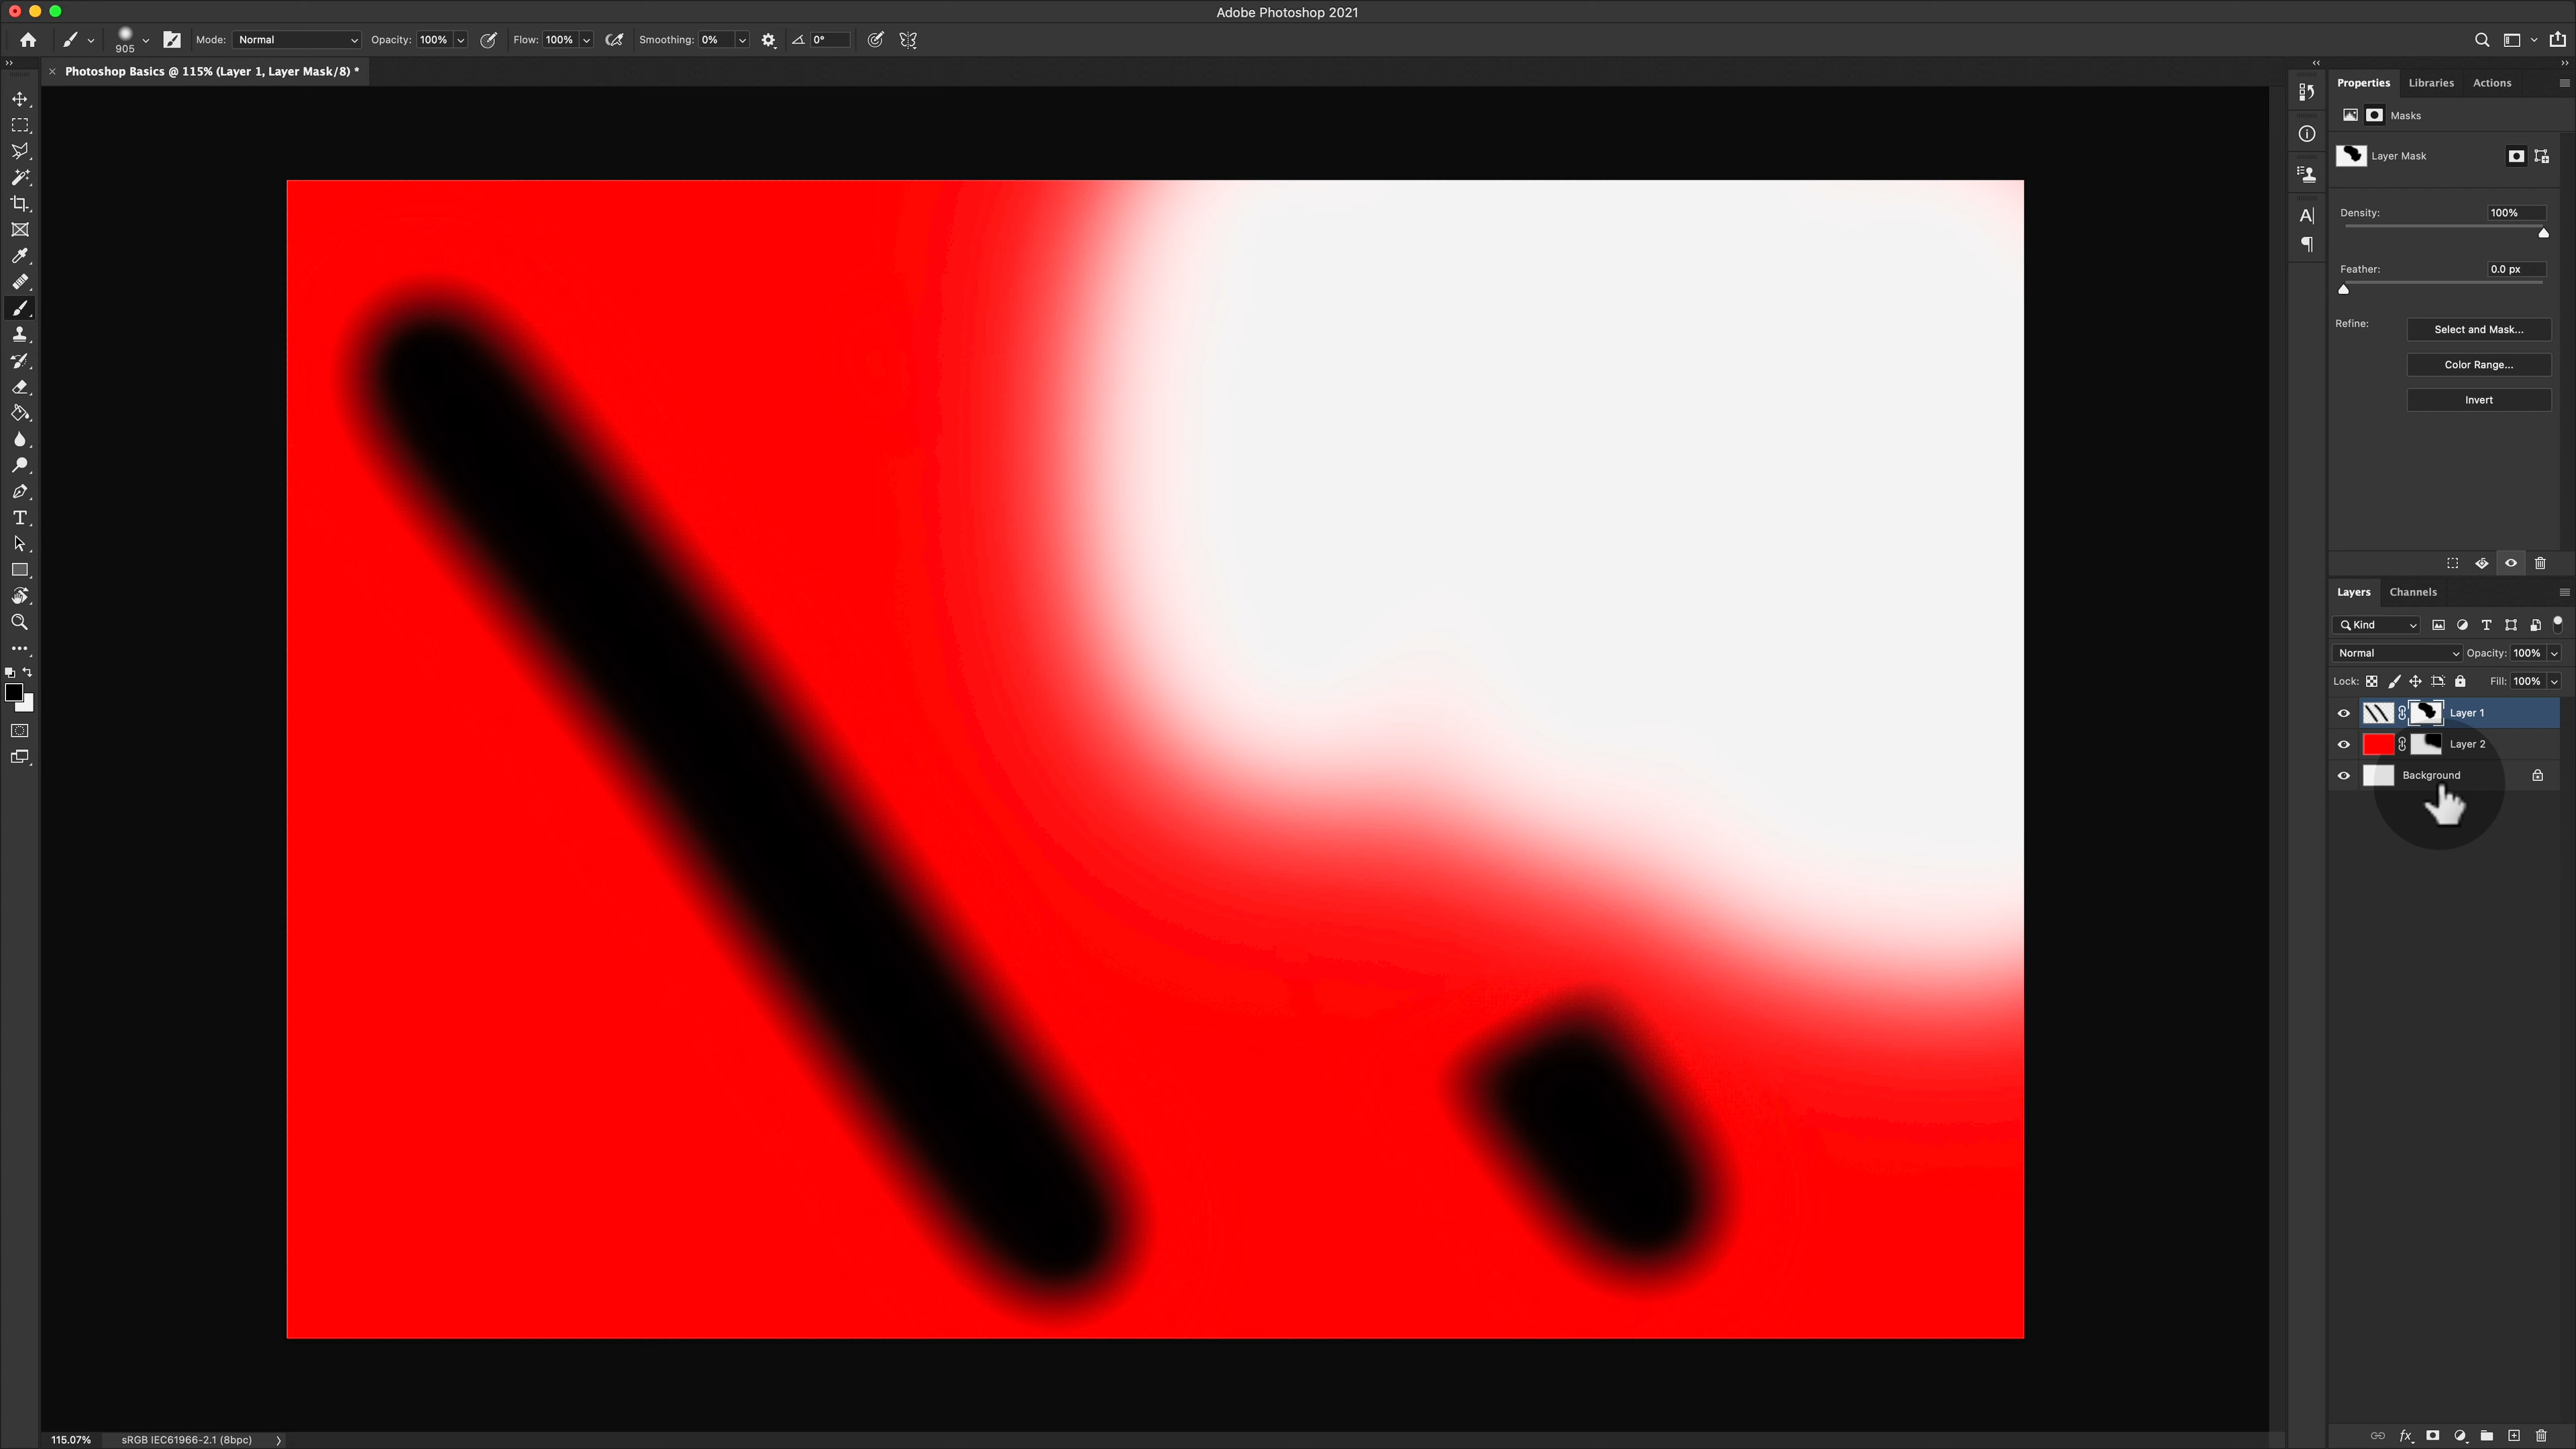 Adobe Photoshop 2021
905 Mode: Normal Opacity: 100% Flow: 100% Smoothing: 0% 0°
Photoshop Basics @ 115% (Layer 1, Layer Mask/8) *
Properties Libraries Actions
Masks
Layer Mask
Density: 100%
Feather: 0.0 px
Refine: Select and Mask...
Color Range...
Invert
Layers Channels
Kind
Normal Opacity: 100%
Lock: Fill: 100%
Layer 1
Layer 2
Background
115.07% sRGB IEC61966-2.1 (8bpc)